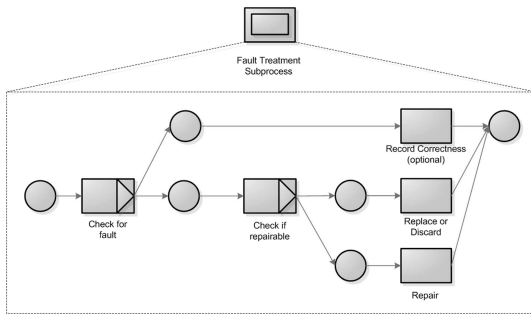 Fault Treatment
Subprocess
Record Correctness
(optional)
Check for
fault
Check if
repairable
Replace or
Discard
Repair